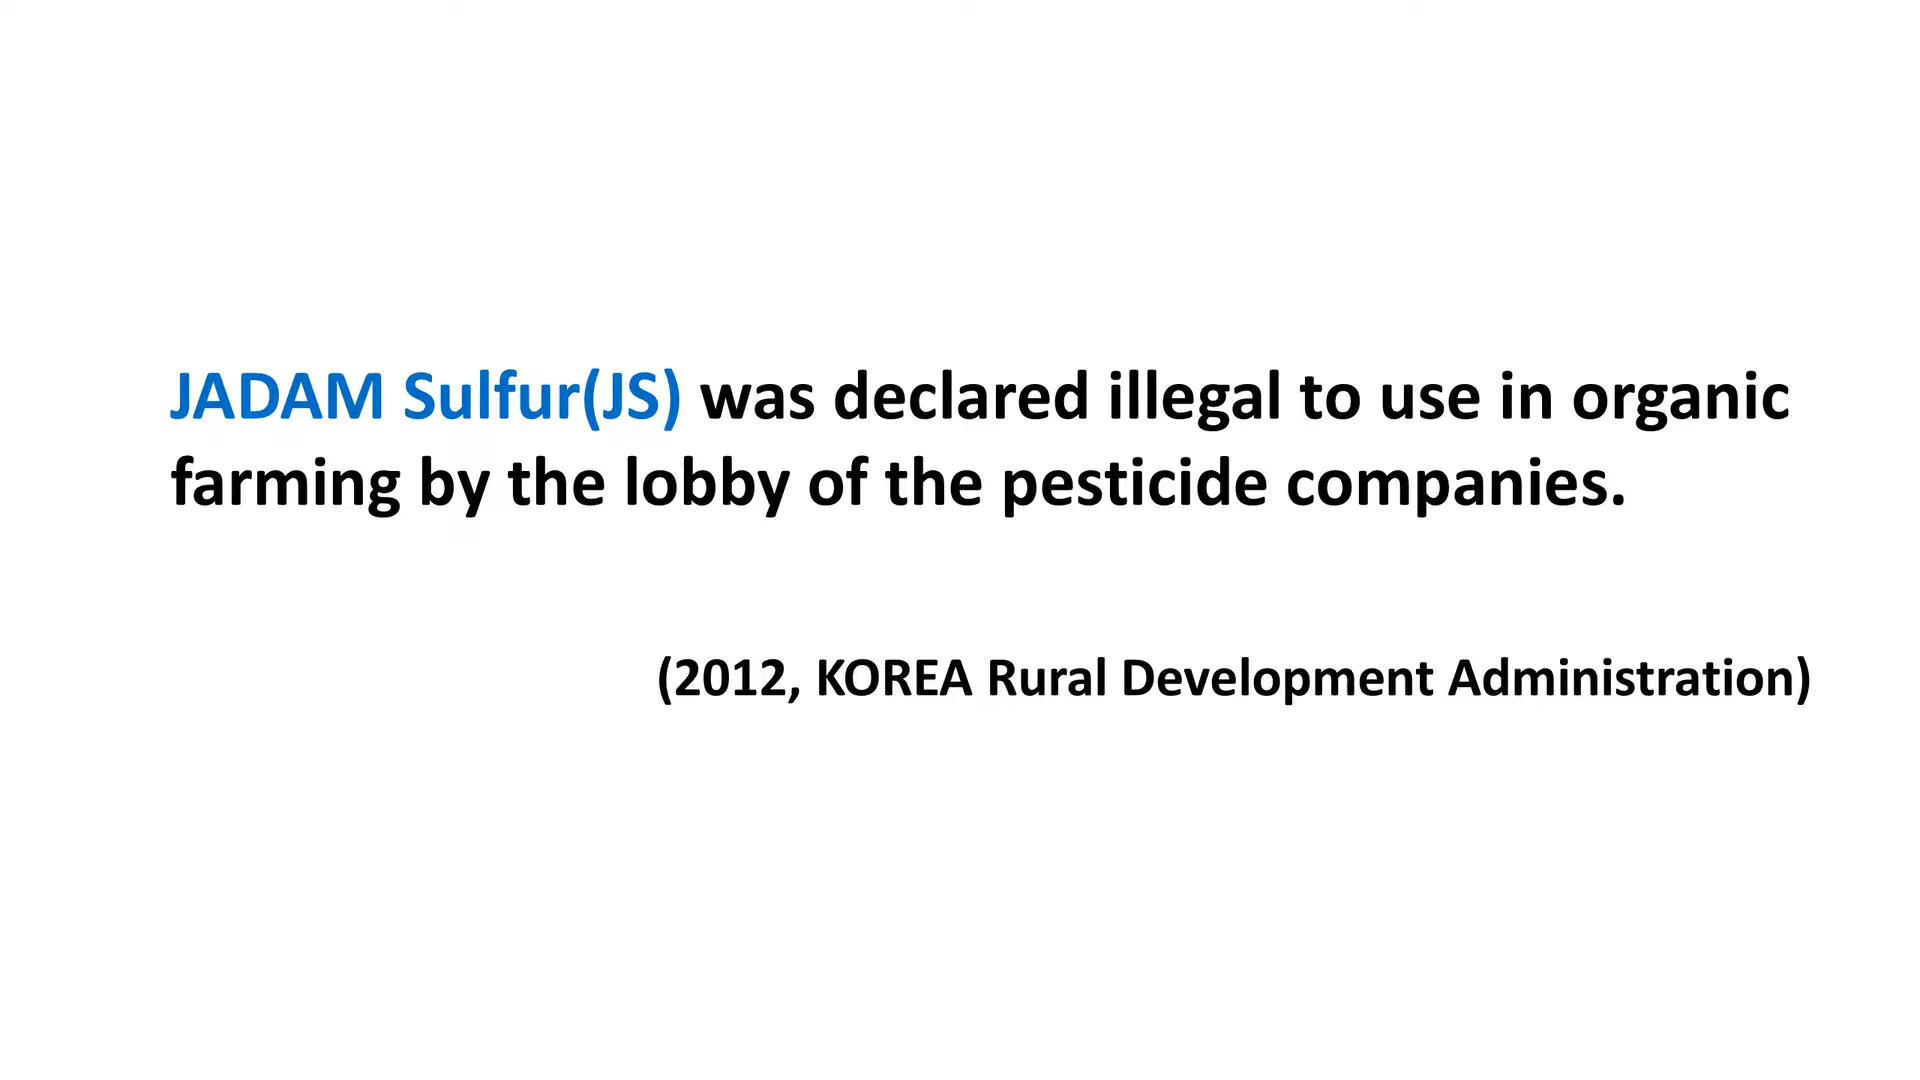 JADAM Sulfur(JS) was declared illegal to use in organic
farming by the lobby of the pesticide companies.
(2012, KOREA Rural Development Administration)